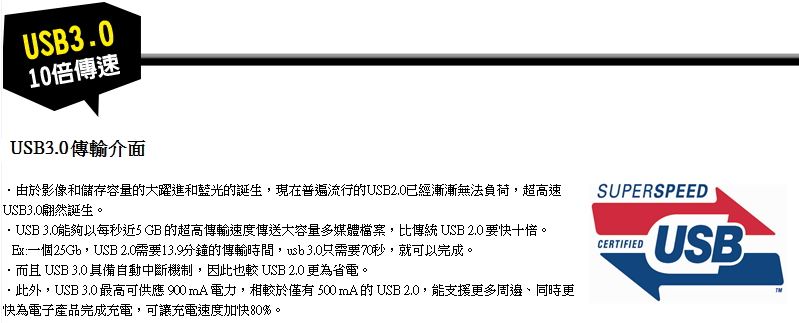 USB3.0
10倍傳速
USB3.0傳輸介面
．由於影像和儲存容量的大躍進和藍光的誕生，現在普遍流行的USB2.0已經漸漸無法負荷，超高速
USB3.0翩然誕生。
．USB 3.0能夠以每秒近5 GB 的超高傳輸速度傳送大容量多媒體檔案，比傳統 USB 2.0 要快十倍。
Ex:一個25Gb，USB 2.0需要13.9分鐘的傳輸時間，usb 3.0只需要70秒，就可以完成。
．而且 USB 3.0 具備自動中斷機制，因此也較 USB 2.0 更為省電。
．此外，USB 3.0 最高可供應 900 mA 電力，相較於僅有 500 mA 的 USB 2.0，能支援更多周邊、同時更
快為電子產品完成充電，可讓充電速度加快80%。
SUPERSPEED
CERTIFIED USB
TM